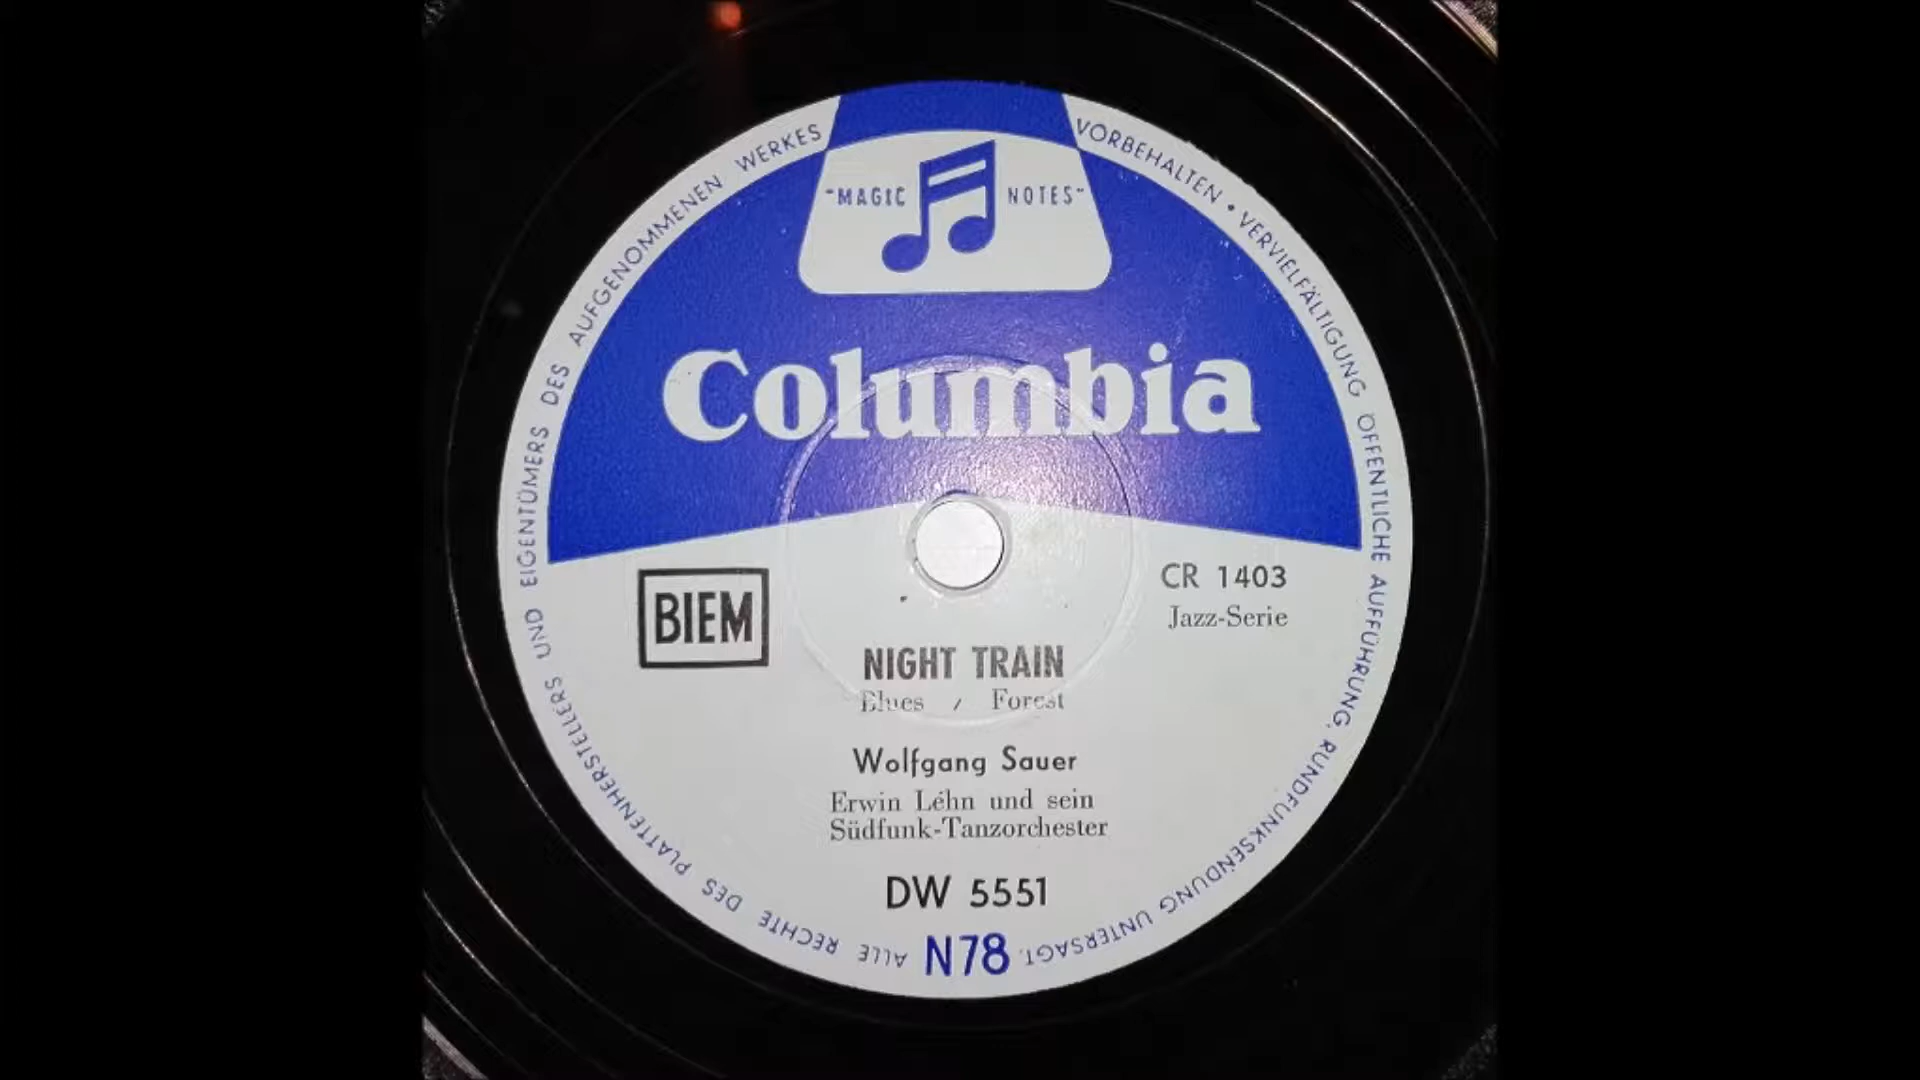 ALLE RECHTE DES PLATTENHERSTELLERS UND EIGENTÜMERS DES AUFGENOMMENEN WERKES VORBEHALTEN • VERVIELFÄLTIGUNG ÖFFENTLICHE AUFFÜHRUNG, RUNDFUNKSENDUNG UNTERSAGT.
"MAGIC NOTES"
Columbia
BIEM
CR 1403
Jazz-Serie
NIGHT TRAIN
Blues / Forest
Wolfgang Sauer
Erwin Léhn und sein
Südfunk-Tanzorchester
DW 5551
N78